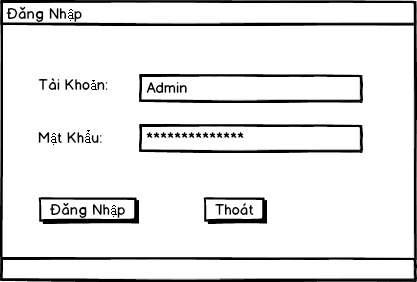 Đăng Nhập
Tài Khoản: Admin
Mật Khẩu: **************
Đăng Nhập Thoát